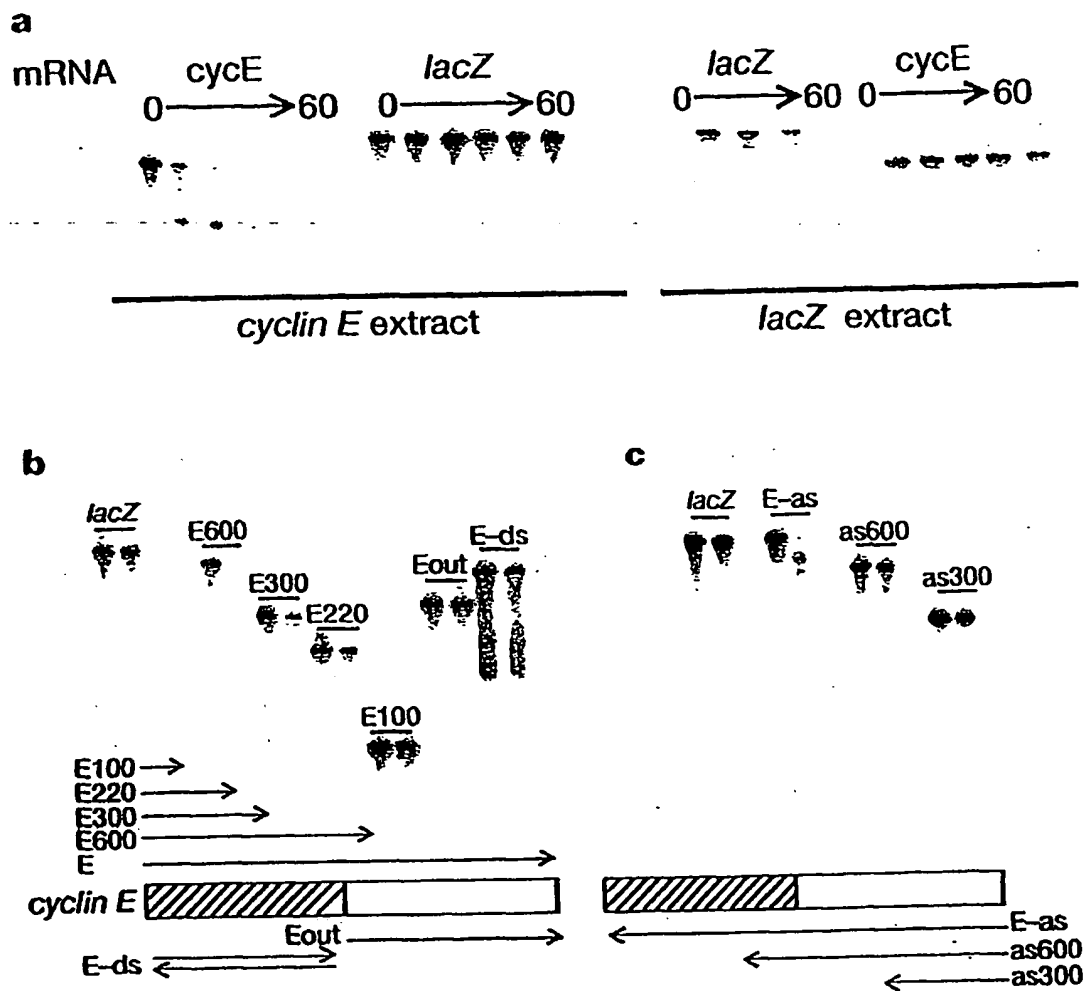 a
mRNA cycE lacZ lacZ cycE
0 60 0 60 0 60 0 60
cyclin E extract lacZ extract
b c
lacZ E600 E300 E220 E100 Eout E-ds
lacZ E-as as600 as300
E100
E220
E300
E600
E
cyclin E
Eout
E-ds
E-as
as600
as300